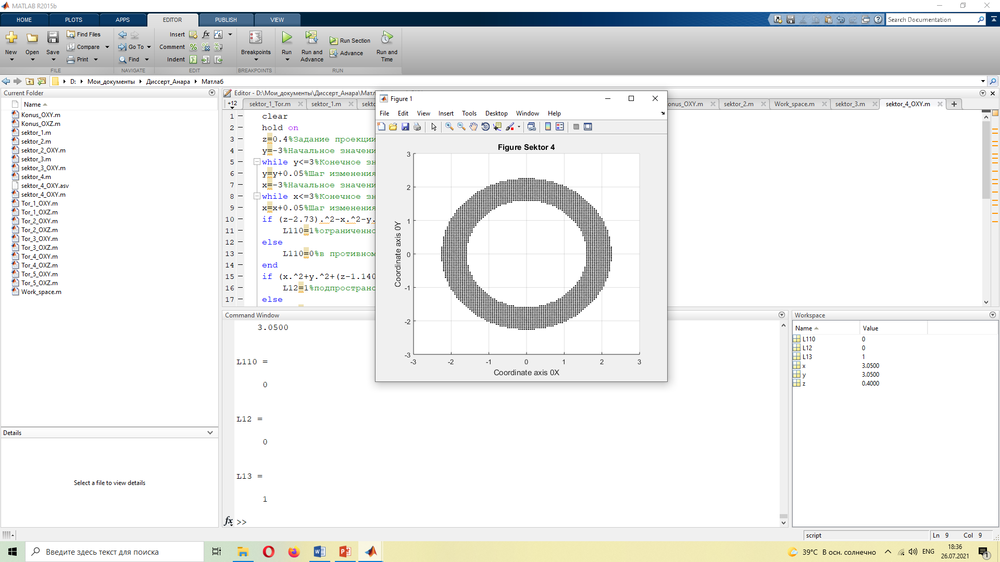 MATLAB R2015b
HOME PLOTS APPS EDITOR PUBLISH VIEW
Search Documentation
New Open Save Find Files Compare Print
Go To Find
Insert Comment Indent
Breakpoints
Run Run and Advance Run Section Advance Run and Time
FILE NAVIGATE EDIT BREAKPOINTS RUN
D: Мои_документы Диссерт_Анара Матлаб
Current Folder
Name
Konus_OXY.m
Konus_OXZ.m
sektor_1.m
sektor_2.m
sektor_2_OXY.m
sektor_3.m
sektor_3_OXY.m
sektor_4.m
sektor_4_OXY.asv
sektor_4_OXY.m
Tor_1_OXY.m
Tor_1_OXZ.m
Tor_2_OXY.m
Tor_2_OXZ.m
Tor_3_OXY.m
Tor_3_OXZ.m
Tor_4_OXY.m
Tor_4_OXZ.m
Tor_5_OXY.m
Tor_5_OXZ.m
Work_space.m
Details
Select a file to view details
Editor - D:\Мои_документы\Диссерт_Анара\Матл
+12 sektor_1_Tor.m sektor_1.m sekto onus_OXY.m sektor_2.m Work_space.m sektor_3.m sektor_4_OXY.m
1 clear
2 hold on
3 z=0.4%Задание проекции
4 y=-3%Начальное значени
5 while y<=3%Конечное зн
6 y=y+0.05%Шаг изменения
7 x=-3%Начальное значени
8 while x<=3%Конечное зн
9 x=x+0.05%Шаг изменения
10 if (z-2.73).^2-x.^2-y.
11 L110=1%ограниченно
12 else
13 L110=0%в противном
14 end
15 if (x.^2+y.^2+(z-1.140
16 L12=1%подпространс
17 else
Figure 1
File Edit View Insert Tools Desktop Window Help
Figure Sektor 4
Coordinate axis 0Y
3
2
1
0
-1
-2
-3
-3 -2 -1 0 1 2 3
Coordinate axis 0X
Command Window
3.0500
L110 =
0
L12 =
0
L13 =
1
fx >>
Workspace
Name Value
L110 0
L12 0
L13 1
x 3.0500
y 3.0500
z 0.4000
script Ln 9 Col 9
Введите здесь текст для поиска
39°C В осн. солнечно ENG 18:36
26.07.2021
1